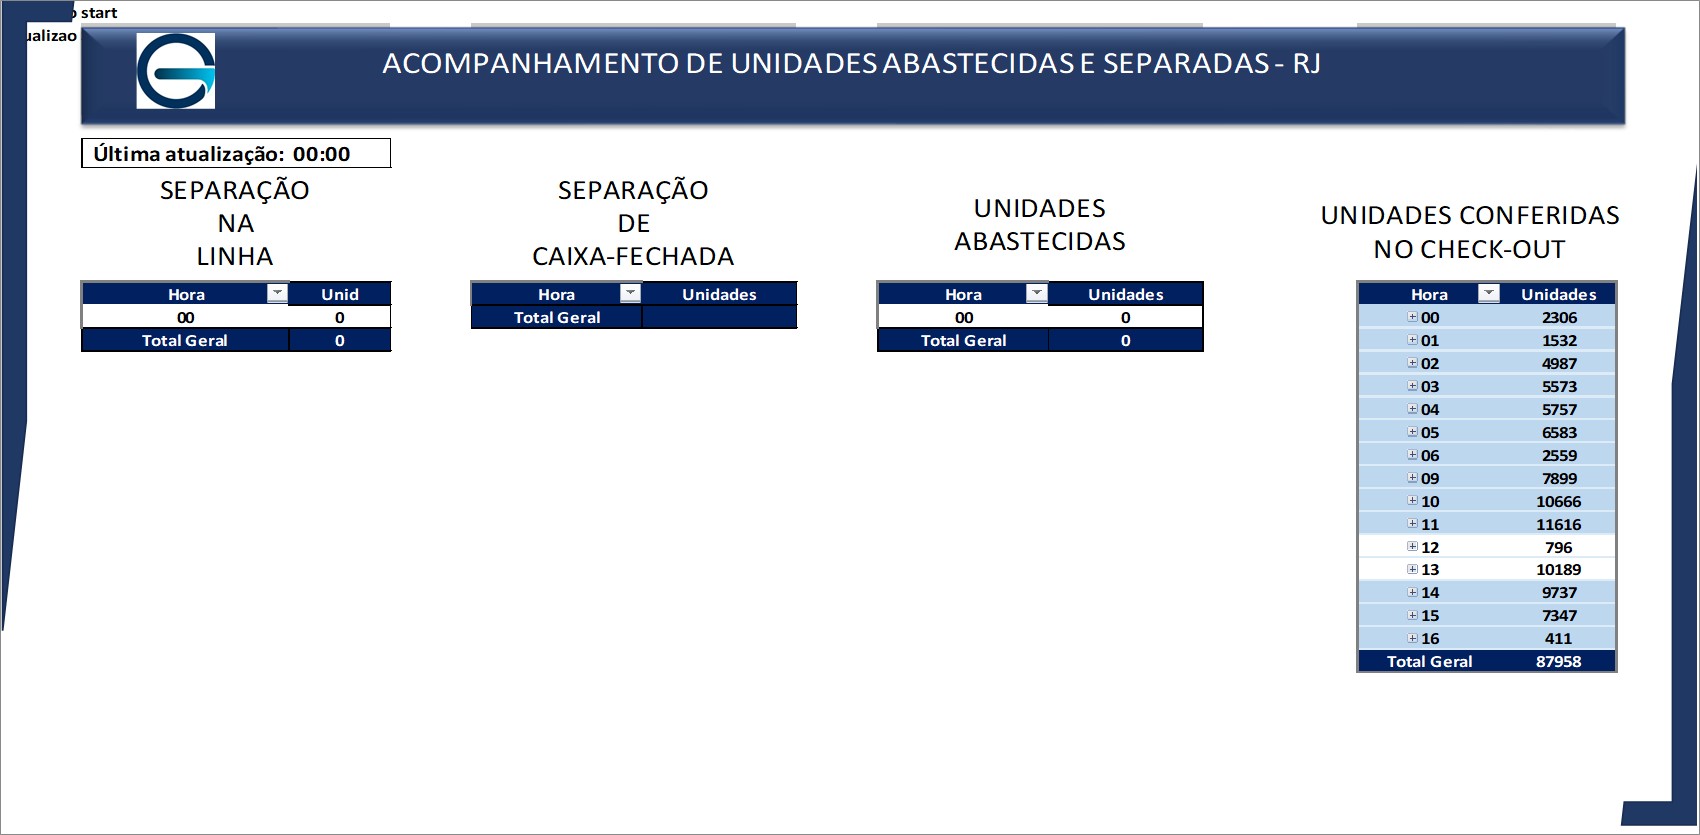 start
ACOMPANHAMENTO DE UNIDADES ABASTECIDAS E SEPARADAS - RJ
Última atualização: 00:00
SEPARAÇÃO
NA
LINHA
Hora Unid
00 0
Total Geral 0
SEPARAÇÃO
DE
CAIXA-FECHADA
Hora Unidades
Total Geral
UNIDADES
ABASTECIDAS
Hora Unidades
00 0
Total Geral 0
UNIDADES CONFERIDAS
NO CHECK-OUT
Hora Unidades
00 2306
01 1532
02 4987
03 5573
04 5757
05 6583
06 2559
09 7899
10 10666
11 11616
12 796
13 10189
14 9737
15 7347
16 411
Total Geral 87958